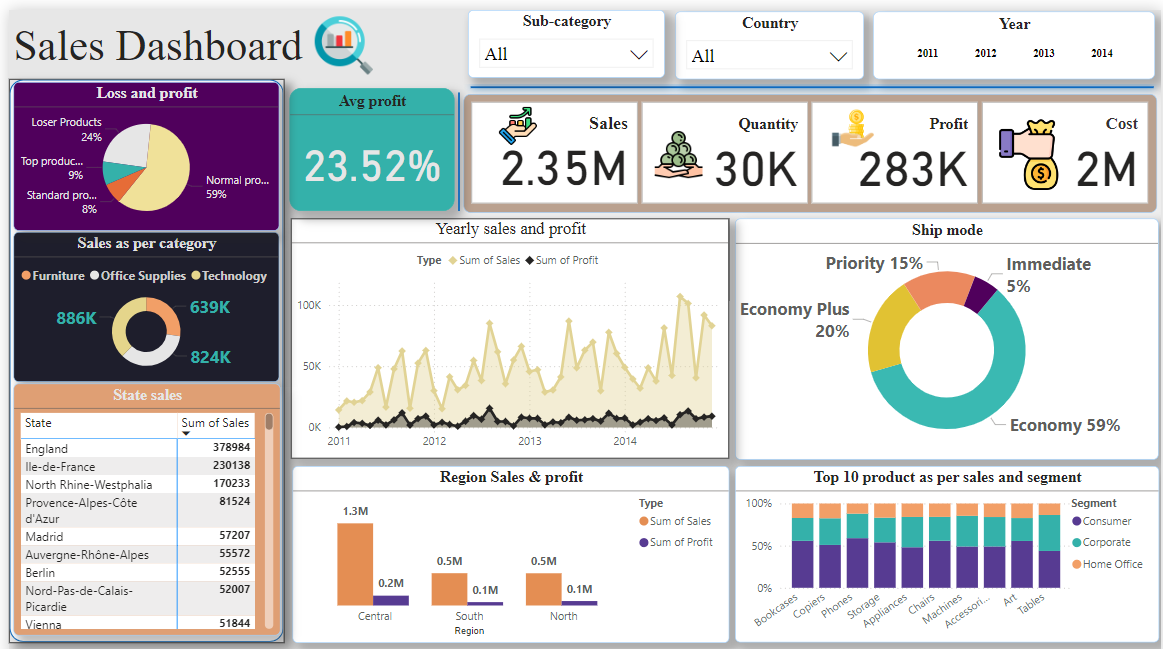 Sales Dashboard
Sub-category
All
Country
All
Year
2011 2012 2013 2014
Loss and profit
Loser Products
24%
Top produc...
9%
Standard pro...
8%
Normal pro...
59%
Avg profit
23.52%
Sales
2.35M
Quantity
30K
Profit
283K
Cost
2M
Sales as per category
Furniture Office Supplies Technology
886K
639K
824K
State sales
State Sum of Sales
England 378984
Ile-de-France 230138
North Rhine-Westphalia 170233
Provence-Alpes-Côte 81524
d'Azur
Madrid 57207
Auvergne-Rhône-Alpes 55572
Berlin 52555
Nord-Pas-de-Calais- 52007
Picardie
Vienna 51844
Yearly sales and profit
Type Sum of Sales Sum of Profit
100K
50K
0K
2011 2012 2013 2014
Ship mode
Priority 15%
Immediate
5%
Economy Plus
20%
Economy 59%
Region Sales & profit
1.3M
0.2M
0.5M
0.1M
0.5M
0.1M
Central South North
Region
Type
Sum of Sales
Sum of Profit
Top 10 product as per sales and segment
100%
50%
0%
Bookcases
Copiers
Phones
Storage
Appliances
Chairs
Machines
Accessori...
Art
Tables
Segment
Consumer
Corporate
Home Office